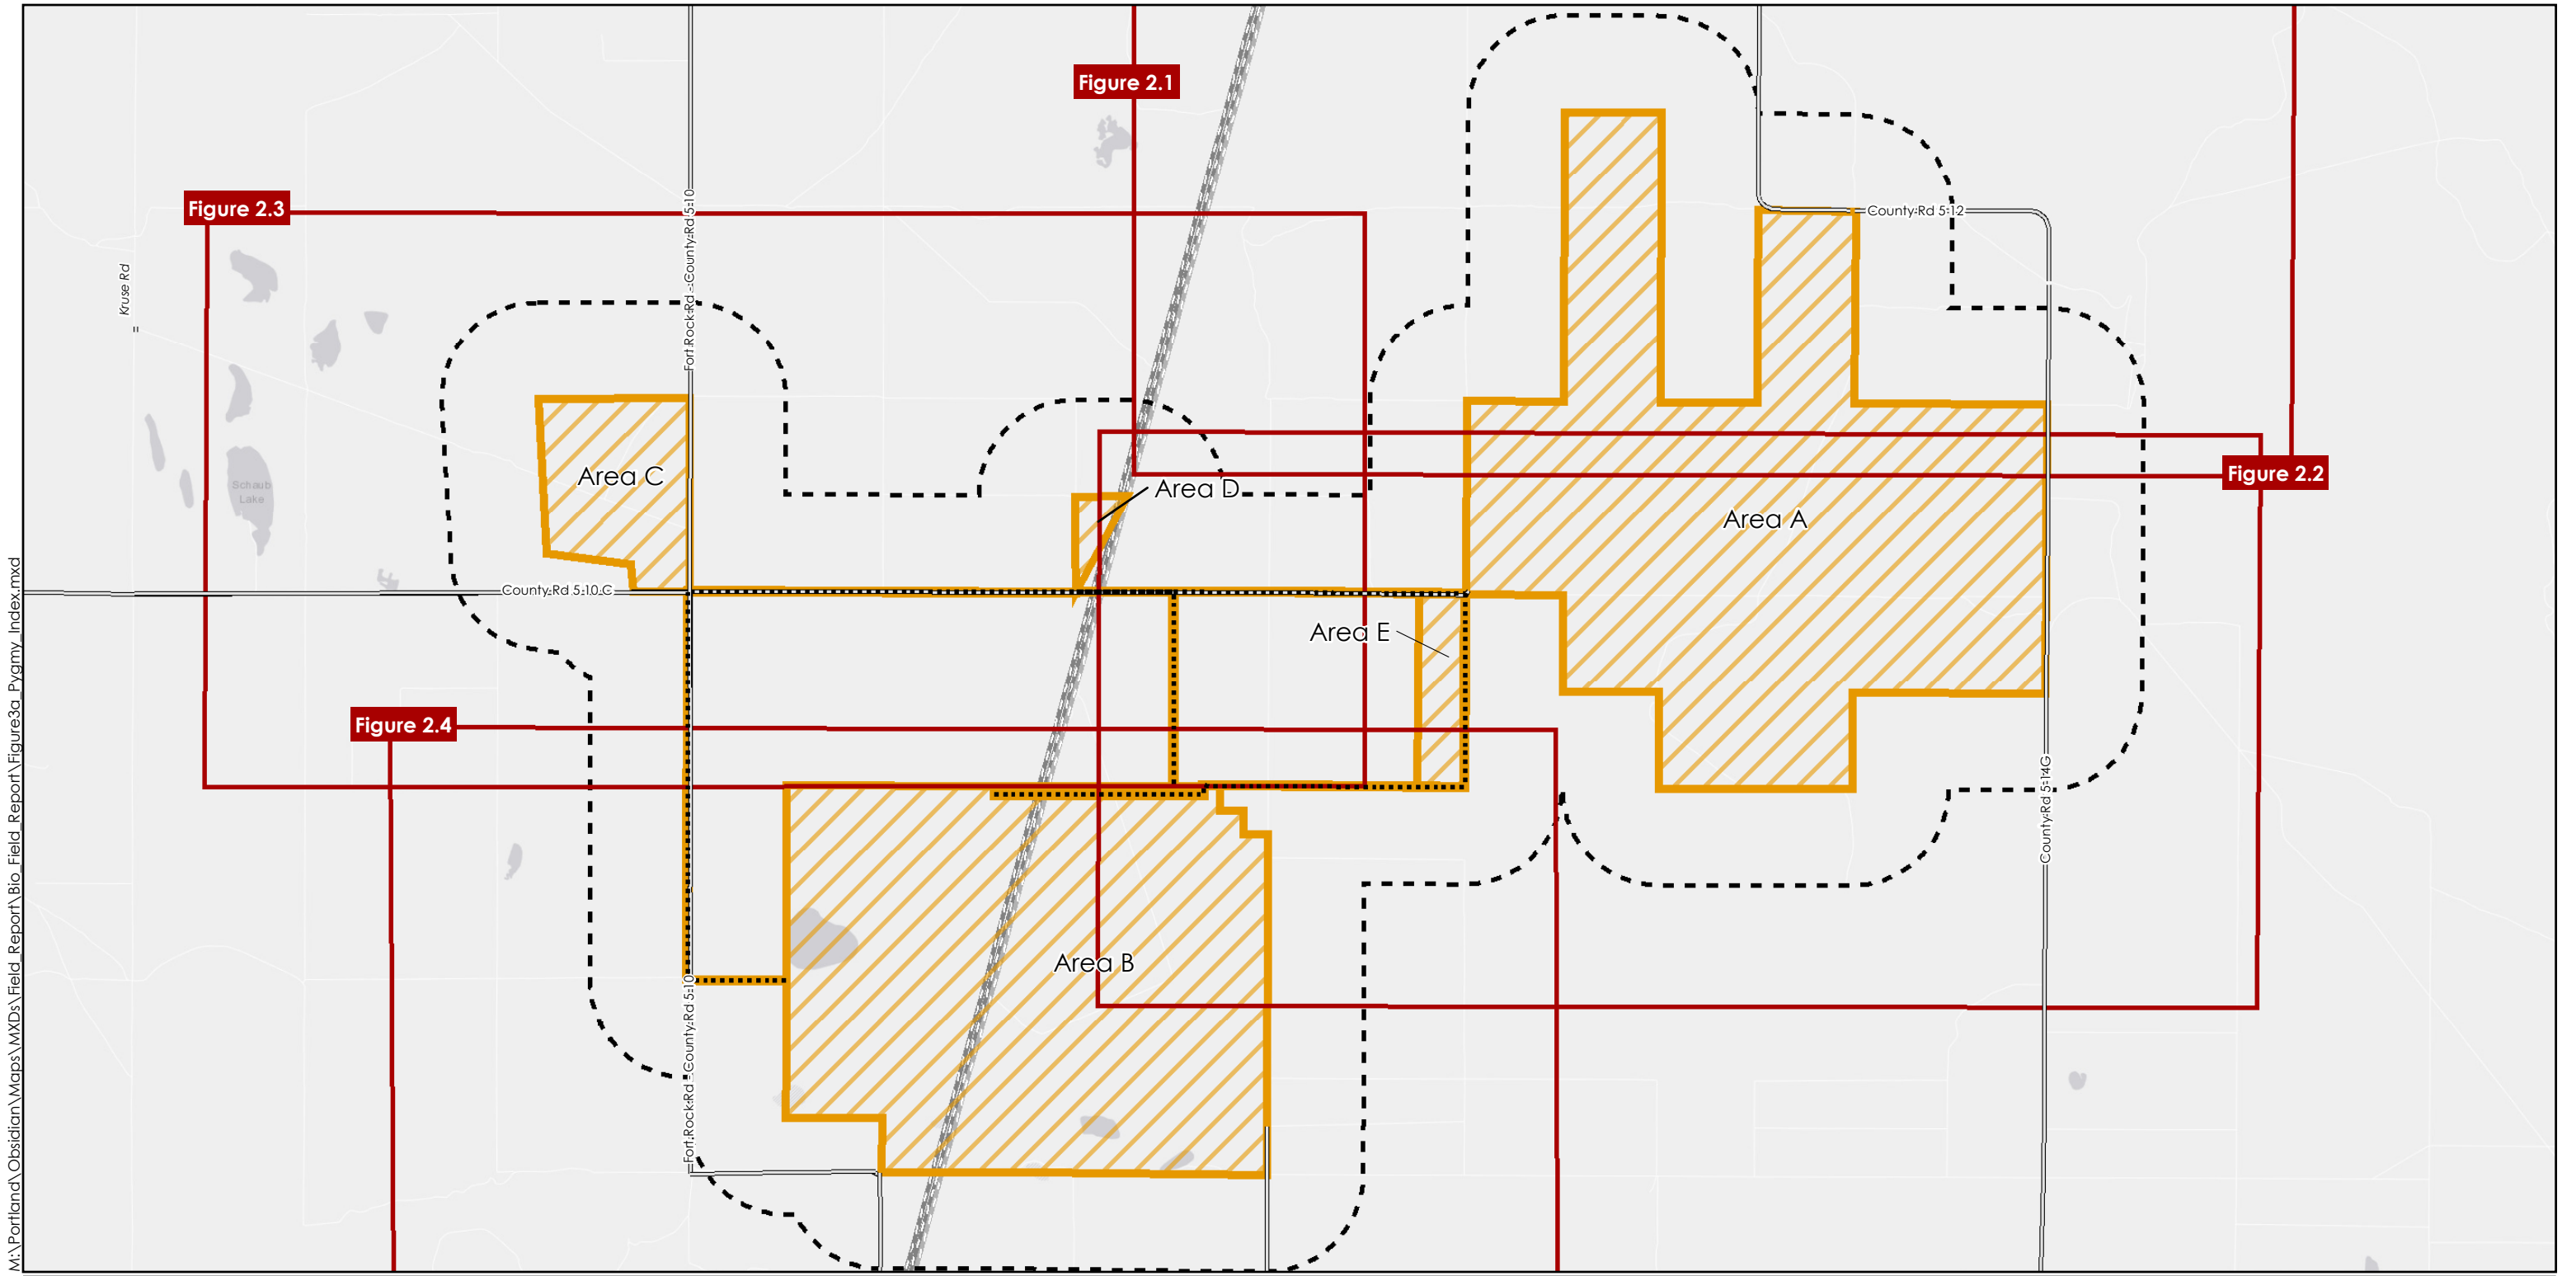 Figure 2.1
Figure 2.3
Fort Rock Rd - County Rd 5-10
County Rd 5-12
Kruse Rd
Area C
Area D
Figure 2.2
Schaub
Lake
Area A
County Rd 5-10 C
Area E
Figure 2.4
County Rd 5-14G
Area B
Fort Rock Rd - County Rd 5-10
M:\Portland\Obsidian\Maps\MXDs\Field_Report\Bio_Field_Report\Figure3a_Pygmy_Index.mxd